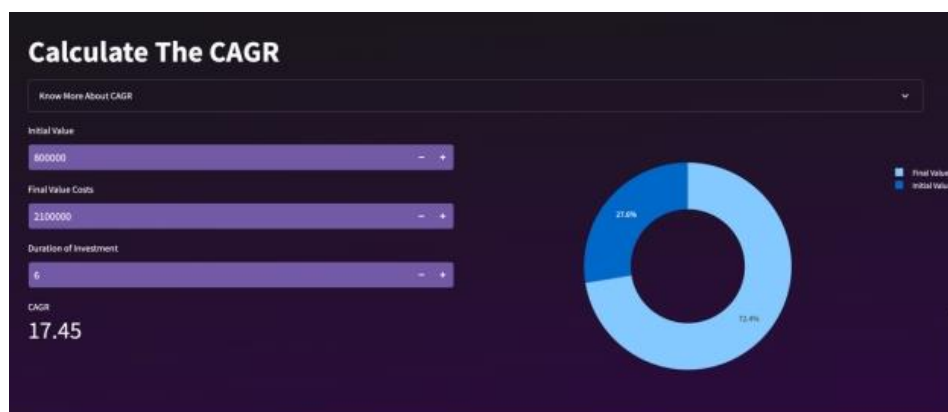 Calculate The CAGR
Know More About CAGR
Initial Value
800000
Final Value Costs
2100000
Duration of Investment
6
CAGR
17.45
Final Value
Initial Valu
27.6%
72.4%